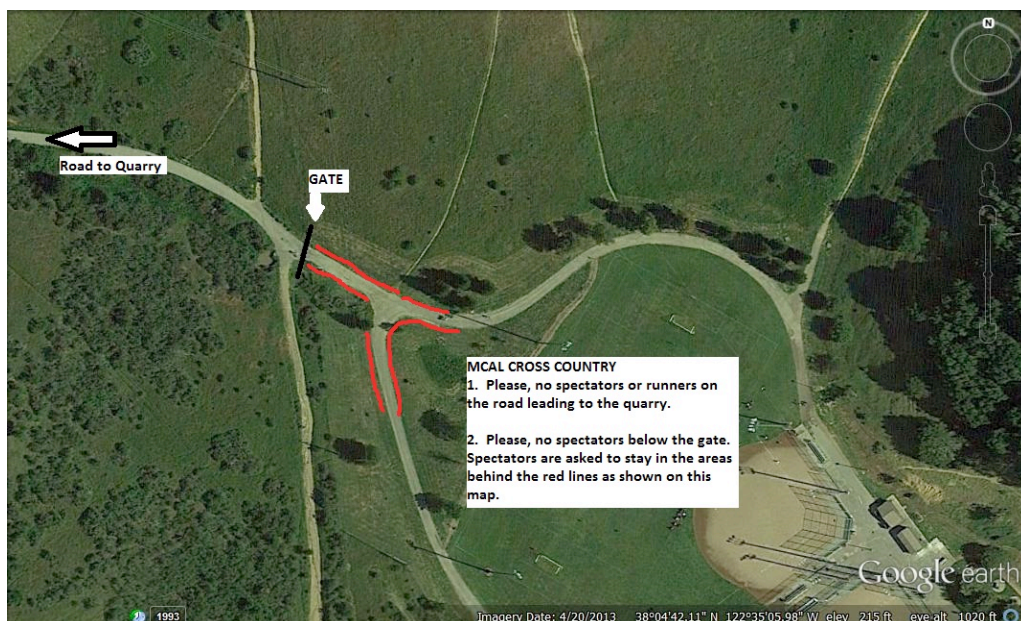 N
Road to Quarry
GATE
MCAL CROSS COUNTRY
1. Please, no spectators or runners on
the road leading to the quarry.
2. Please, no spectators below the gate.
Spectators are asked to stay in the areas
behind the red lines as shown on this
map.
Google earth
1993
Imagery Date: 4/20/2013 38°04'42.11" N 122°35'05.98" W elev 215 ft eye alt 1020 ft